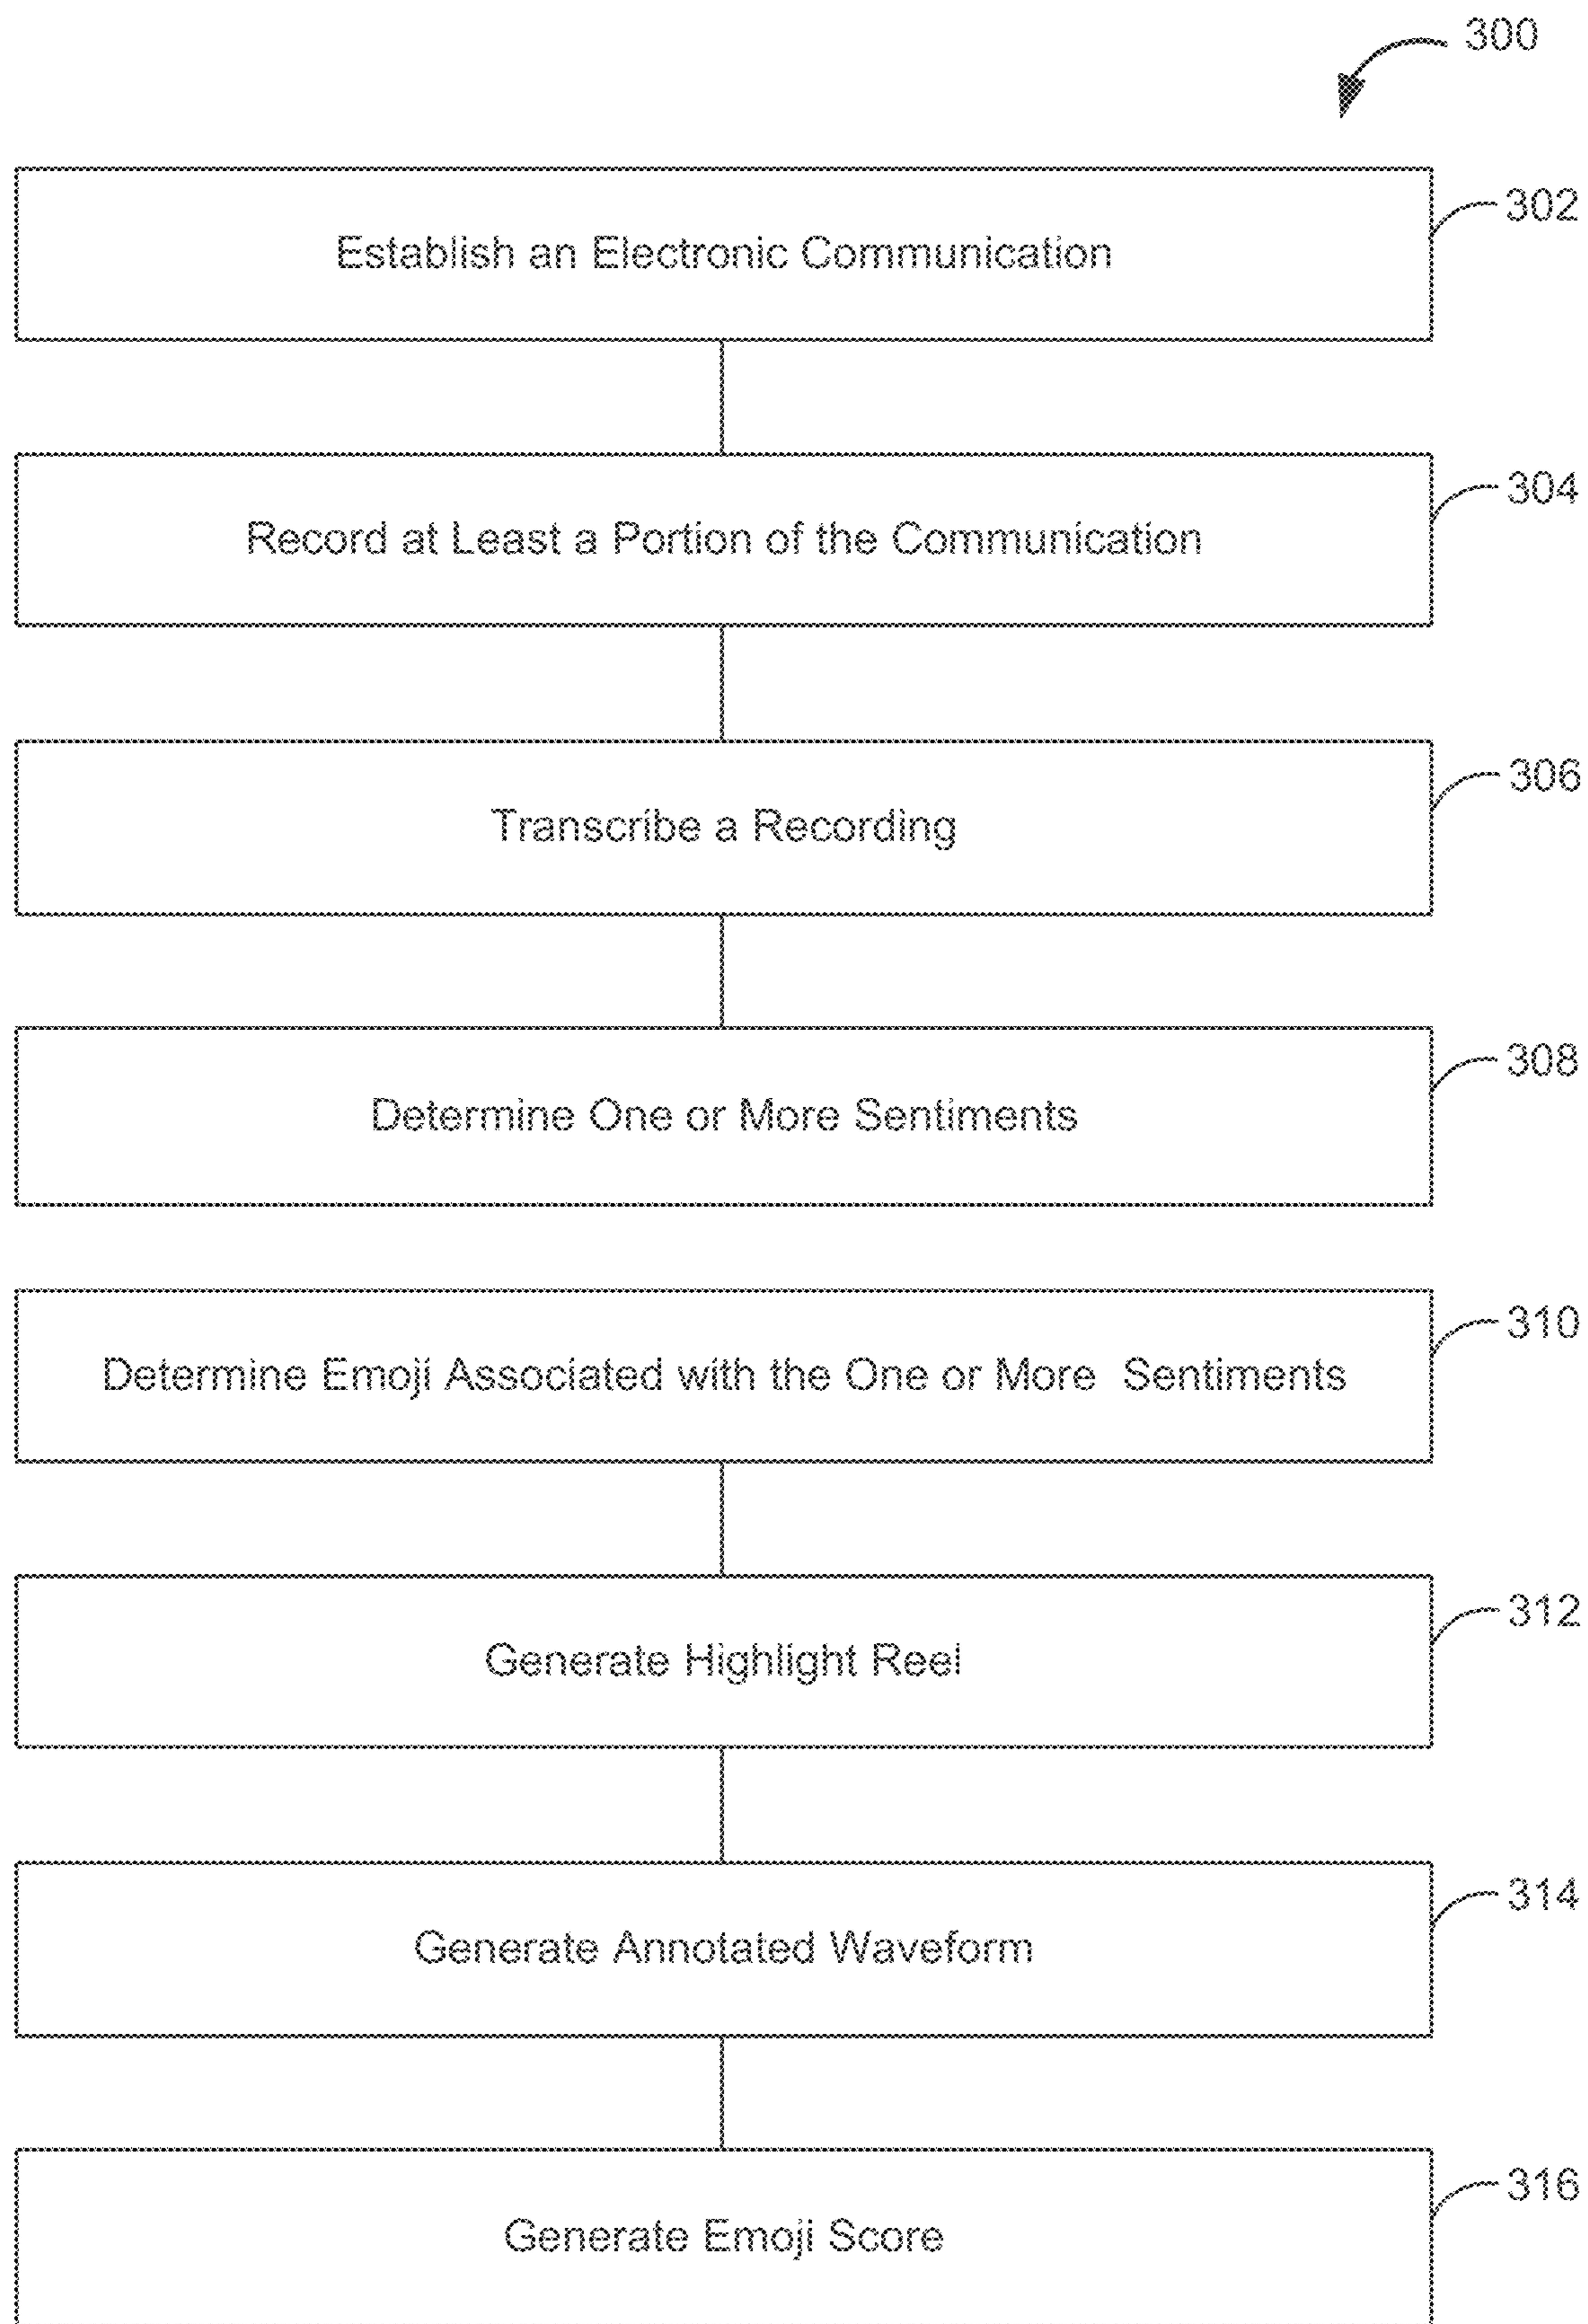 300
Establish an Electronic Communication
302
Record at Least a Portion of the Communication
304
Transcribe a Recording
306
Determine One or More Sentiments
308
Determine Emoji Associated with the One or More Sentiments
310
Generate Highlight Reel
312
Generate Annotated Waveform
314
Generate Emoji Score
316